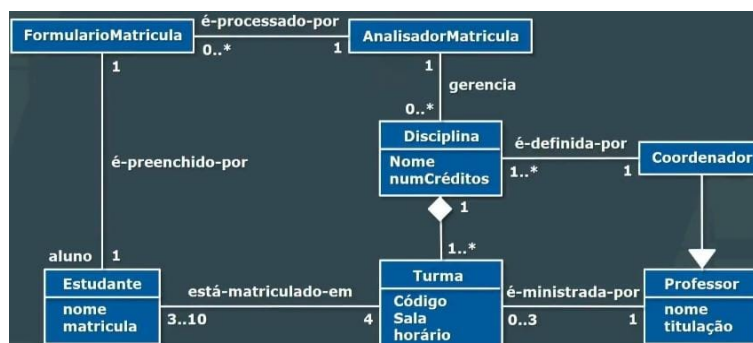 é-processado-por
FormularioMatricula
AnalisadorMatricula
0..*
1
1
1
gerencia
0..*
Disciplina
Nome
numCréditos
é-definida-por
1..*
1
Coordenador
é-preenchido-por
1
1..*
aluno
1
Estudante
nome
matricula
está-matriculado-em
3..10
4
Turma
Código
Sala
horário
é-ministrada-por
0..3
1
Professor
nome
titulação